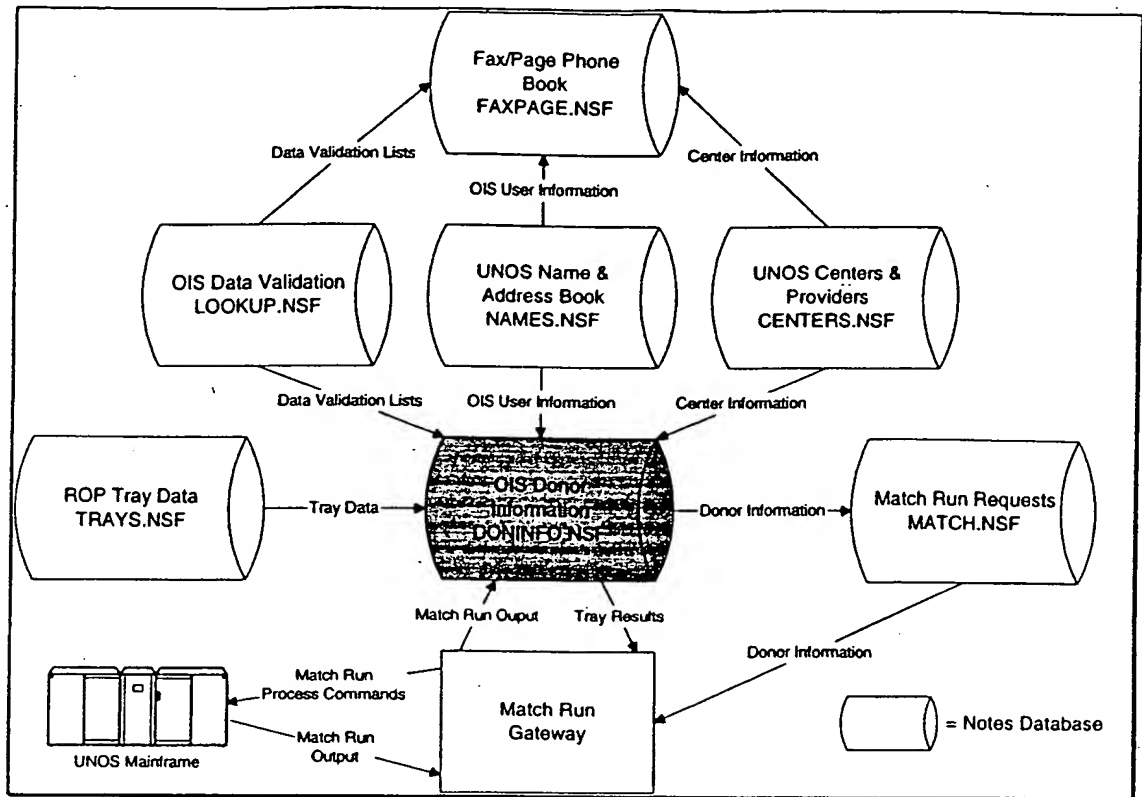 Fax/Page Phone
Book
FAXPAGE.NSF
Data Validation Lists
Center Information
OIS User Information
OIS Data Validation
LOOKUP.NSF
UNOS Name &
Address Book
NAMES.NSF
UNOS Centers &
Providers
CENTERS.NSF
Data Validation Lists
OIS User Information
Center Information
ROP Tray Data
TRAYS.NSF
Tray Data
OIS Donor
Information
DONINFO.NSF
Donor Information
Match Run Requests
MATCH.NSF
Match Run Ouput
Tray Results
Donor Information
Match Run
Process Commands
Match Run
Output
UNOS Mainframe
Match Run
Gateway
= Notes Database